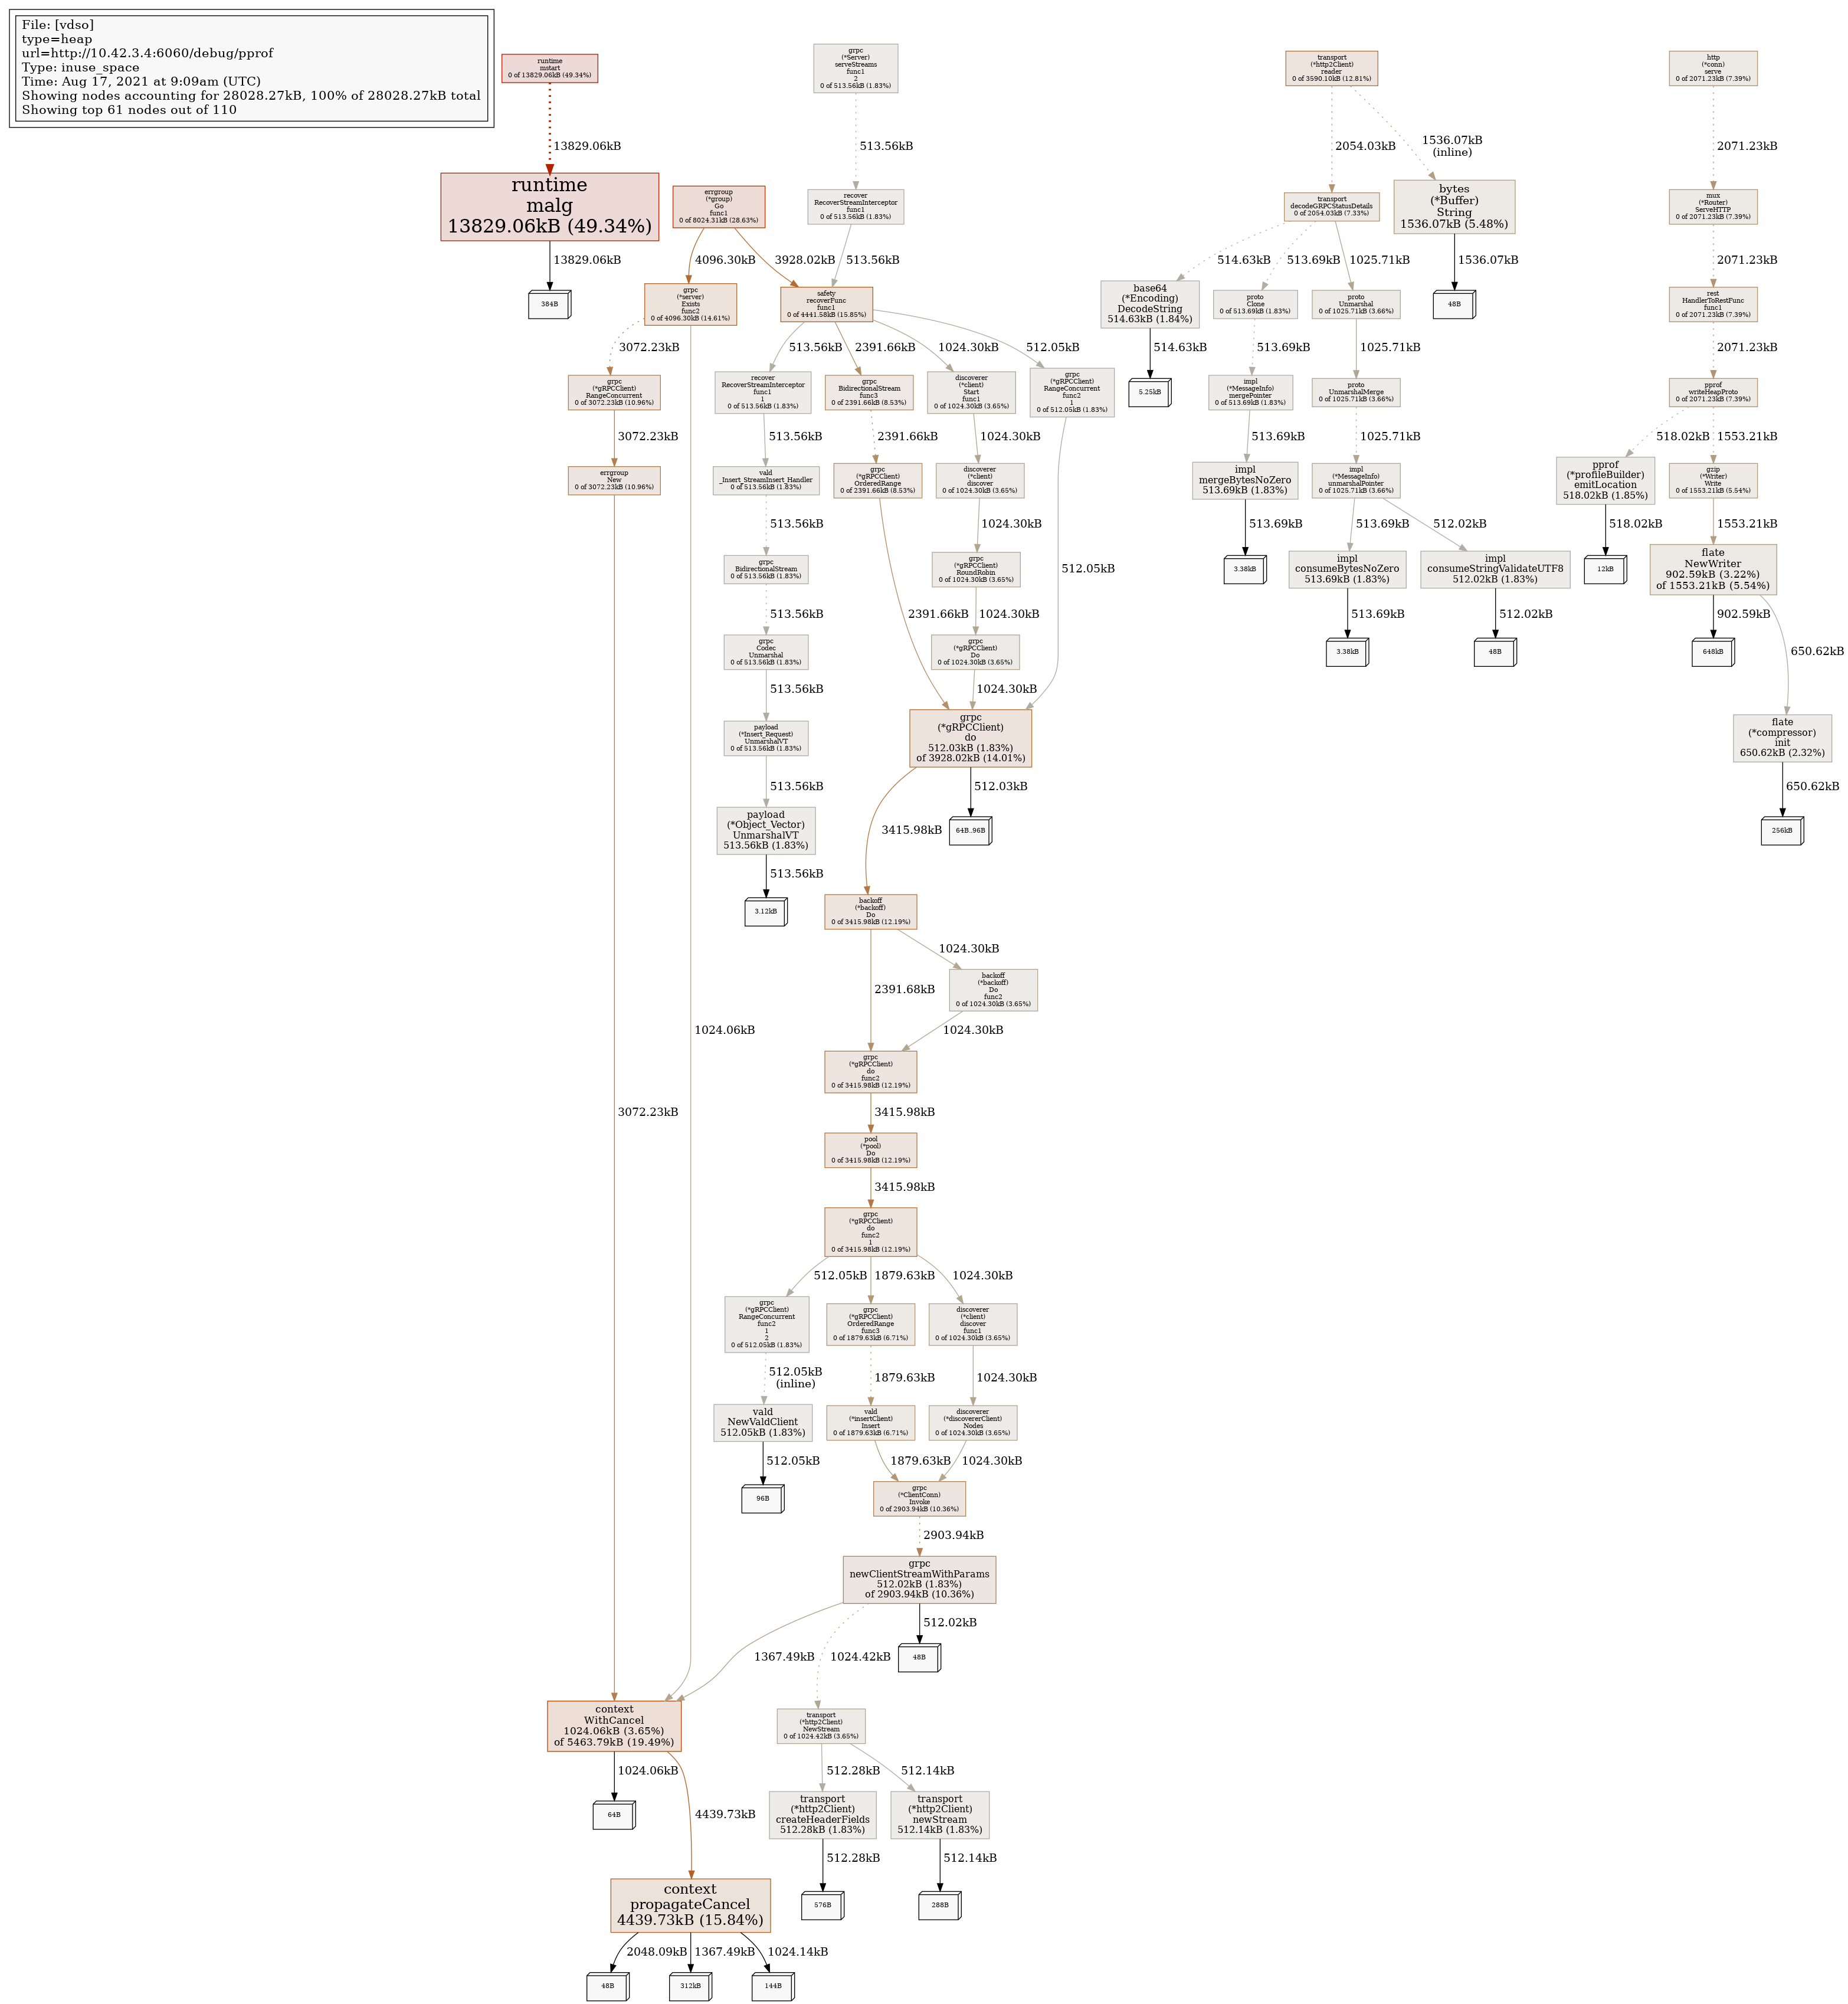 File: [vdso]
type=heap
url=http://10.42.3.4:6060/debug/pprof
Type: inuse_space
Time: Aug 17, 2021 at 9:09am (UTC)
Showing nodes accounting for 28028.27kB, 100% of 28028.27kB total
Showing top 61 nodes out of 110
runtime
mstart
0 of 13829.06kB (49.34%)
13829.06kB
runtime
malg
13829.06kB (49.34%)
13829.06kB
384B
errgroup
(*group)
Go
func1
0 of 8024.31kB (28.63%)
4096.30kB
3928.02kB
grpc
(*Server)
serveStreams
func1
2
0 of 513.56kB (1.83%)
513.56kB
recover
RecoverStreamInterceptor
func1
0 of 513.56kB (1.83%)
513.56kB
grpc
(*server)
Exists
func2
0 of 4096.30kB (14.61%)
3072.23kB
1024.06kB
grpc
(*gRPCClient)
RangeConcurrent
0 of 3072.23kB (10.96%)
3072.23kB
errgroup
New
0 of 3072.23kB (10.96%)
3072.23kB
safety
recoverFunc
func1
0 of 4441.58kB (15.85%)
513.56kB
2391.66kB
1024.30kB
512.05kB
recover
RecoverStreamInterceptor
func1
1
0 of 513.56kB (1.83%)
513.56kB
vald
_Insert_StreamInsert_Handler
0 of 513.56kB (1.83%)
513.56kB
grpc
BidirectionalStream
0 of 513.56kB (1.83%)
513.56kB
grpc
Codec
Unmarshal
0 of 513.56kB (1.83%)
513.56kB
payload
(*Insert_Request)
UnmarshalVT
0 of 513.56kB (1.83%)
513.56kB
payload
(*Object_Vector)
UnmarshalVT
513.56kB (1.83%)
513.56kB
3.12kB
grpc
BidirectionalStream
func3
0 of 2391.66kB (8.53%)
2391.66kB
grpc
(*gRPCClient)
OrderedRange
0 of 2391.66kB (8.53%)
2391.66kB
discoverer
(*client)
Start
func1
0 of 1024.30kB (3.65%)
1024.30kB
discoverer
(*client)
discover
0 of 1024.30kB (3.65%)
1024.30kB
grpc
(*gRPCClient)
RoundRobin
0 of 1024.30kB (3.65%)
1024.30kB
grpc
(*gRPCClient)
Do
0 of 1024.30kB (3.65%)
1024.30kB
grpc
(*gRPCClient)
RangeConcurrent
func2
1
0 of 512.05kB (1.83%)
512.05kB
grpc
(*gRPCClient)
do
512.03kB (1.83%)
of 3928.02kB (14.01%)
3415.98kB
512.03kB
64B..96B
backoff
(*backoff)
Do
0 of 3415.98kB (12.19%)
2391.68kB
1024.30kB
backoff
(*backoff)
Do
func2
0 of 1024.30kB (3.65%)
1024.30kB
grpc
(*gRPCClient)
do
func2
0 of 3415.98kB (12.19%)
3415.98kB
pool
(*pool)
Do
0 of 3415.98kB (12.19%)
3415.98kB
grpc
(*gRPCClient)
do
func2
1
0 of 3415.98kB (12.19%)
512.05kB
1879.63kB
1024.30kB
grpc
(*gRPCClient)
RangeConcurrent
func2
1
2
0 of 512.05kB (1.83%)
512.05kB
(inline)
vald
NewValdClient
512.05kB (1.83%)
512.05kB
96B
grpc
(*gRPCClient)
OrderedRange
func3
0 of 1879.63kB (6.71%)
1879.63kB
vald
(*insertClient)
Insert
0 of 1879.63kB (6.71%)
1879.63kB
discoverer
(*client)
discover
func1
0 of 1024.30kB (3.65%)
1024.30kB
discoverer
(*discovererClient)
Nodes
0 of 1024.30kB (3.65%)
1024.30kB
grpc
(*ClientConn)
Invoke
0 of 2903.94kB (10.36%)
2903.94kB
grpc
newClientStreamWithParams
512.02kB (1.83%)
of 2903.94kB (10.36%)
1367.49kB
1024.42kB
512.02kB
48B
context
WithCancel
1024.06kB (3.65%)
of 5463.79kB (19.49%)
1024.06kB
64B
4439.73kB
context
propagateCancel
4439.73kB (15.84%)
2048.09kB
1367.49kB
1024.14kB
48B
312kB
144B
transport
(*http2Client)
NewStream
0 of 1024.42kB (3.65%)
512.28kB
512.14kB
transport
(*http2Client)
createHeaderFields
512.28kB (1.83%)
512.28kB
576B
transport
(*http2Client)
newStream
512.14kB (1.83%)
512.14kB
288B
transport
(*http2Client)
reader
0 of 3590.10kB (12.81%)
2054.03kB
1536.07kB
(inline)
transport
decodeGRPCStatusDetails
0 of 2054.03kB (7.33%)
514.63kB
513.69kB
1025.71kB
bytes
(*Buffer)
String
1536.07kB (5.48%)
1536.07kB
48B
base64
(*Encoding)
DecodeString
514.63kB (1.84%)
514.63kB
5.25kB
proto
Clone
0 of 513.69kB (1.83%)
513.69kB
impl
(*MessageInfo)
mergePointer
0 of 513.69kB (1.83%)
513.69kB
impl
mergeBytesNoZero
513.69kB (1.83%)
513.69kB
3.38kB
proto
Unmarshal
0 of 1025.71kB (3.66%)
1025.71kB
proto
UnmarshalMerge
0 of 1025.71kB (3.66%)
1025.71kB
impl
(*MessageInfo)
unmarshalPointer
0 of 1025.71kB (3.66%)
513.69kB
512.02kB
impl
consumeBytesNoZero
513.69kB (1.83%)
513.69kB
3.38kB
impl
consumeStringValidateUTF8
512.02kB (1.83%)
512.02kB
48B
http
(*conn)
serve
0 of 2071.23kB (7.39%)
2071.23kB
mux
(*Router)
ServeHTTP
0 of 2071.23kB (7.39%)
2071.23kB
rest
HandlerToRestFunc
func1
0 of 2071.23kB (7.39%)
2071.23kB
pprof
writeHeapProto
0 of 2071.23kB (7.39%)
518.02kB
1553.21kB
pprof
(*profileBuilder)
emitLocation
518.02kB (1.85%)
518.02kB
12kB
gzip
(*Writer)
Write
0 of 1553.21kB (5.54%)
1553.21kB
flate
NewWriter
902.59kB (3.22%)
of 1553.21kB (5.54%)
902.59kB
648kB
650.62kB
flate
(*compressor)
init
650.62kB (2.32%)
650.62kB
256kB